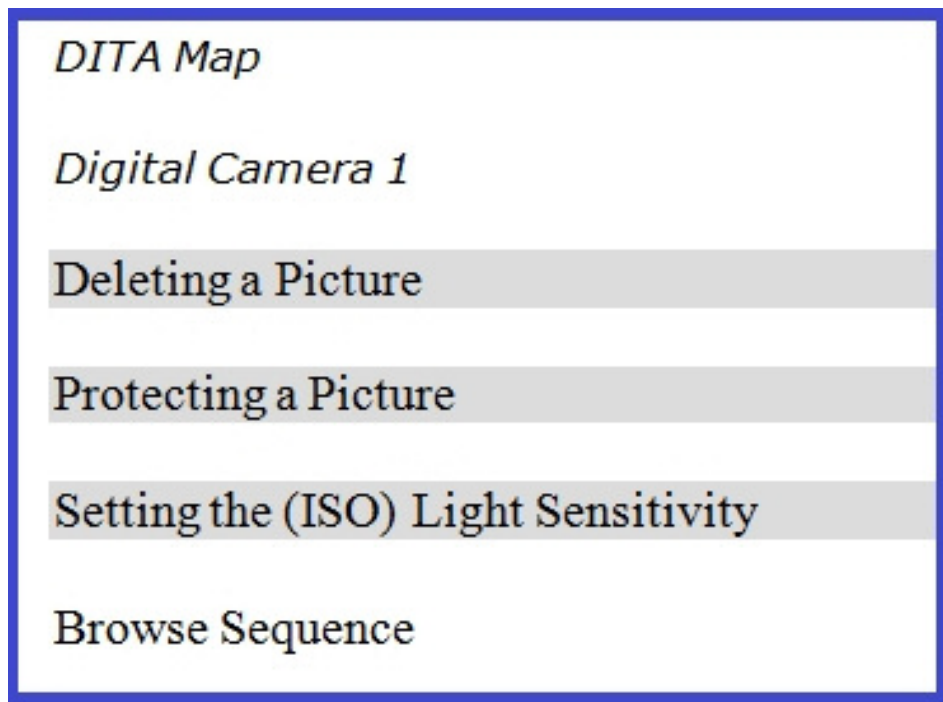 DITA Map
Digital Camera 1
Deleting a Picture
Protecting a Picture
Setting the (ISO) Light Sensitivity
Browse Sequence